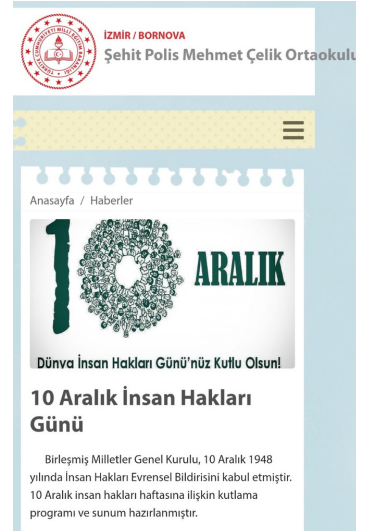 İZMİR / BORNOVA
Şehit Polis Mehmet Çelik Ortaokulu
Anasayfa / Haberler
10 ARALIK
Dünya İnsan Hakları Günü'nüz Kutlu Olsun!
10 Aralık İnsan Hakları
Günü
Birleşmiş Milletler Genel Kurulu, 10 Aralık 1948
yılında İnsan Hakları Evrensel Bildirisini kabul etmiştir.
10 Aralık insan hakları haftasına ilişkin kutlama
programı ve sunum hazırlanmıştır.